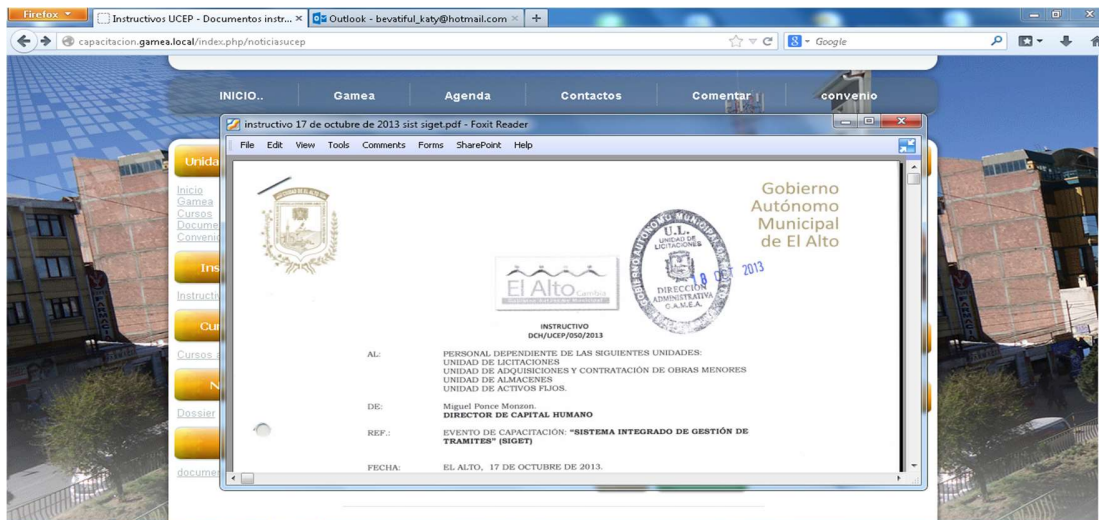 Firefox
Instructivos UCEP - Documentos instr... ×
Outlook - bevatiful_katy@hotmail.com ×
+
capacitacion.gamea.local/index.php/noticiasucep
Google
INICIO.. Gamea Agenda Contactos Comentar convenio
instructivo 17 de octubre de 2013 sist siget.pdf - Foxit Reader
File Edit View Tools Comments Forms SharePoint Help
Unida
Inicio
Gamea
Cursos
Docume
Convenio
Ins
Instructi
Cur
Cursos a
N
Dossier
docume
Gobierno
Autónomo
Municipal
de El Alto
U.L.
UNIDAD DE
LICITACIONES
DIRECCIÓN
ADMINISTRATIVA
G.A.M.E.A.
18 OCT 2013
El Alto Cambia
INSTRUCTIVO
DCH/UCEP/050/2013
AL: PERSONAL DEPENDIENTE DE LAS SIGUIENTES UNIDADES:
UNIDAD DE LICITACIONES
UNIDAD DE ADQUISICIONES Y CONTRATACIÓN DE OBRAS MENORES
UNIDAD DE ALMACENES
UNIDAD DE ACTIVOS FIJOS.
DE: Miguel Ponce Monzon.
DIRECTOR DE CAPITAL HUMANO
REF.: EVENTO DE CAPACITACIÓN: "SISTEMA INTEGRADO DE GESTIÓN DE
TRAMITES" (SIGET)
FECHA: EL ALTO, 17 DE OCTUBRE DE 2013.